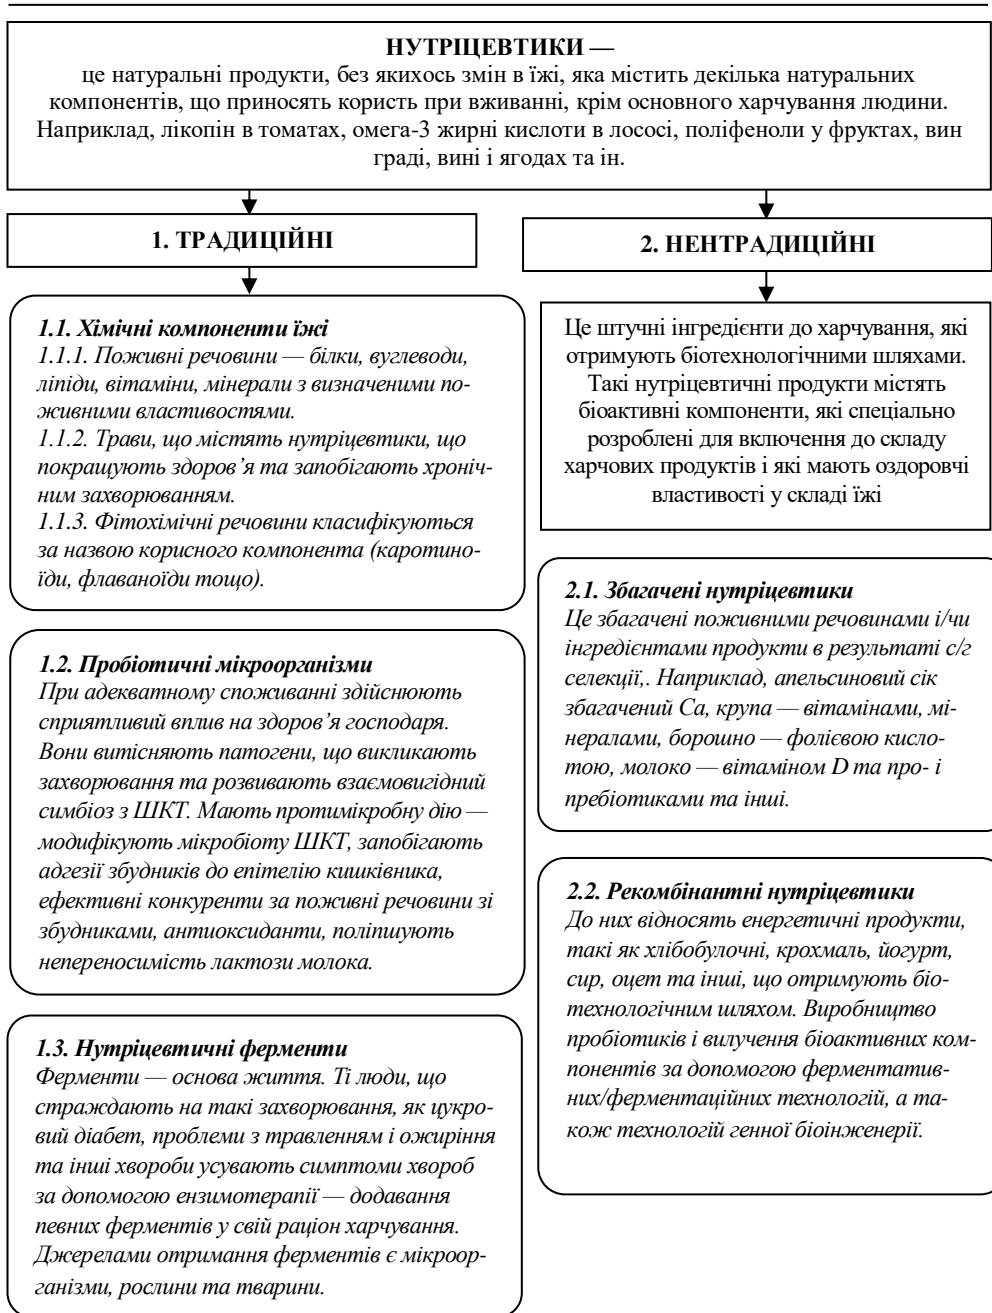 НУТРІЦЕВТИКИ —
це натуральні продукти, без якихось змін в їжі, яка містить декілька натуральних
компонентів, що приносять користь при вживанні, крім основного харчування людини.
Наприклад, лікопін в томатах, омега-3 жирні кислоти в лососі, поліфеноли у фруктах, вин
граді, вині і ягодах та ін.
1. ТРАДИЦІЙНІ
1.1. Хімічні компоненти їжі
1.1.1. Поживні речовини — білки, вуглеводи,
ліпіди, вітаміни, мінерали з визначеними по-
живними властивостями.
1.1.2. Трави, що містять нутріцевтики, що
покращують здоров’я та запобігають хроніч-
ним захворюванням.
1.1.3. Фітохімічні речовини класифікуються
за назвою корисного компонента (каротино-
їди, флаваноїди тощо).
1.2. Пробіотичні мікроорганізми
При адекватному споживанні здійснюють
сприятливий вплив на здоров’я господаря.
Вони витісняють патогени, що викликають
захворювання та розвивають взаємовигідний
симбіоз з ШКТ. Мають протимікробну дію —
модифікують мікробіоту ШКТ, запобігають
адгезії збудників до епітелію кишківника,
ефективні конкуренти за поживні речовини зі
збудниками, антиоксиданти, поліпшують
непереносимість лактози молока.
1.3. Нутріцевтичні ферменти
Ферменти — основа життя. Ті люди, що
страждають на такі захворювання, як цукро-
вий діабет, проблеми з травленням і ожиріння
та інші хвороби усувають симптоми хвороб
за допомогою ензимотерапії — додавання
певних ферментів у свій раціон харчування.
Джерелами отримання ферментів є мікроор-
ганізми, рослини та тварини.
2. НЕНТРАДИЦІЙНІ
Це штучні інгредієнти до харчування, які
отримують біотехнологічними шляхами.
Такі нутріцевтичні продукти містять
біоактивні компоненти, які спеціально
розроблені для включення до складу
харчових продуктів і які мають оздоровчі
властивості у складі їжі
2.1. Збагачені нутріцевтики
Це збагачені поживними речовинами і/чи
інгредієнтами продукти в результаті с/г
селекції,. Наприклад, апельсиновий сік
збагачений Ca, крупа — вітамінами, мі-
нералами, борошно — фолієвою кисло-
тою, молоко — вітаміном D та про- і
пребіотиками та інші.
2.2. Рекомбінантні нутріцевтики
До них відносять енергетичні продукти,
такі як хлібобулочні, крохмаль, йогурт,
сир, оцет та інші, що отримують біо-
технологічним шляхом. Виробництво
пробіотиків і вилучення біоактивних ком-
понентів за допомогою ферментатив-
них/ферментаційних технологій, а та-
кож технологій генної біоінженерії.